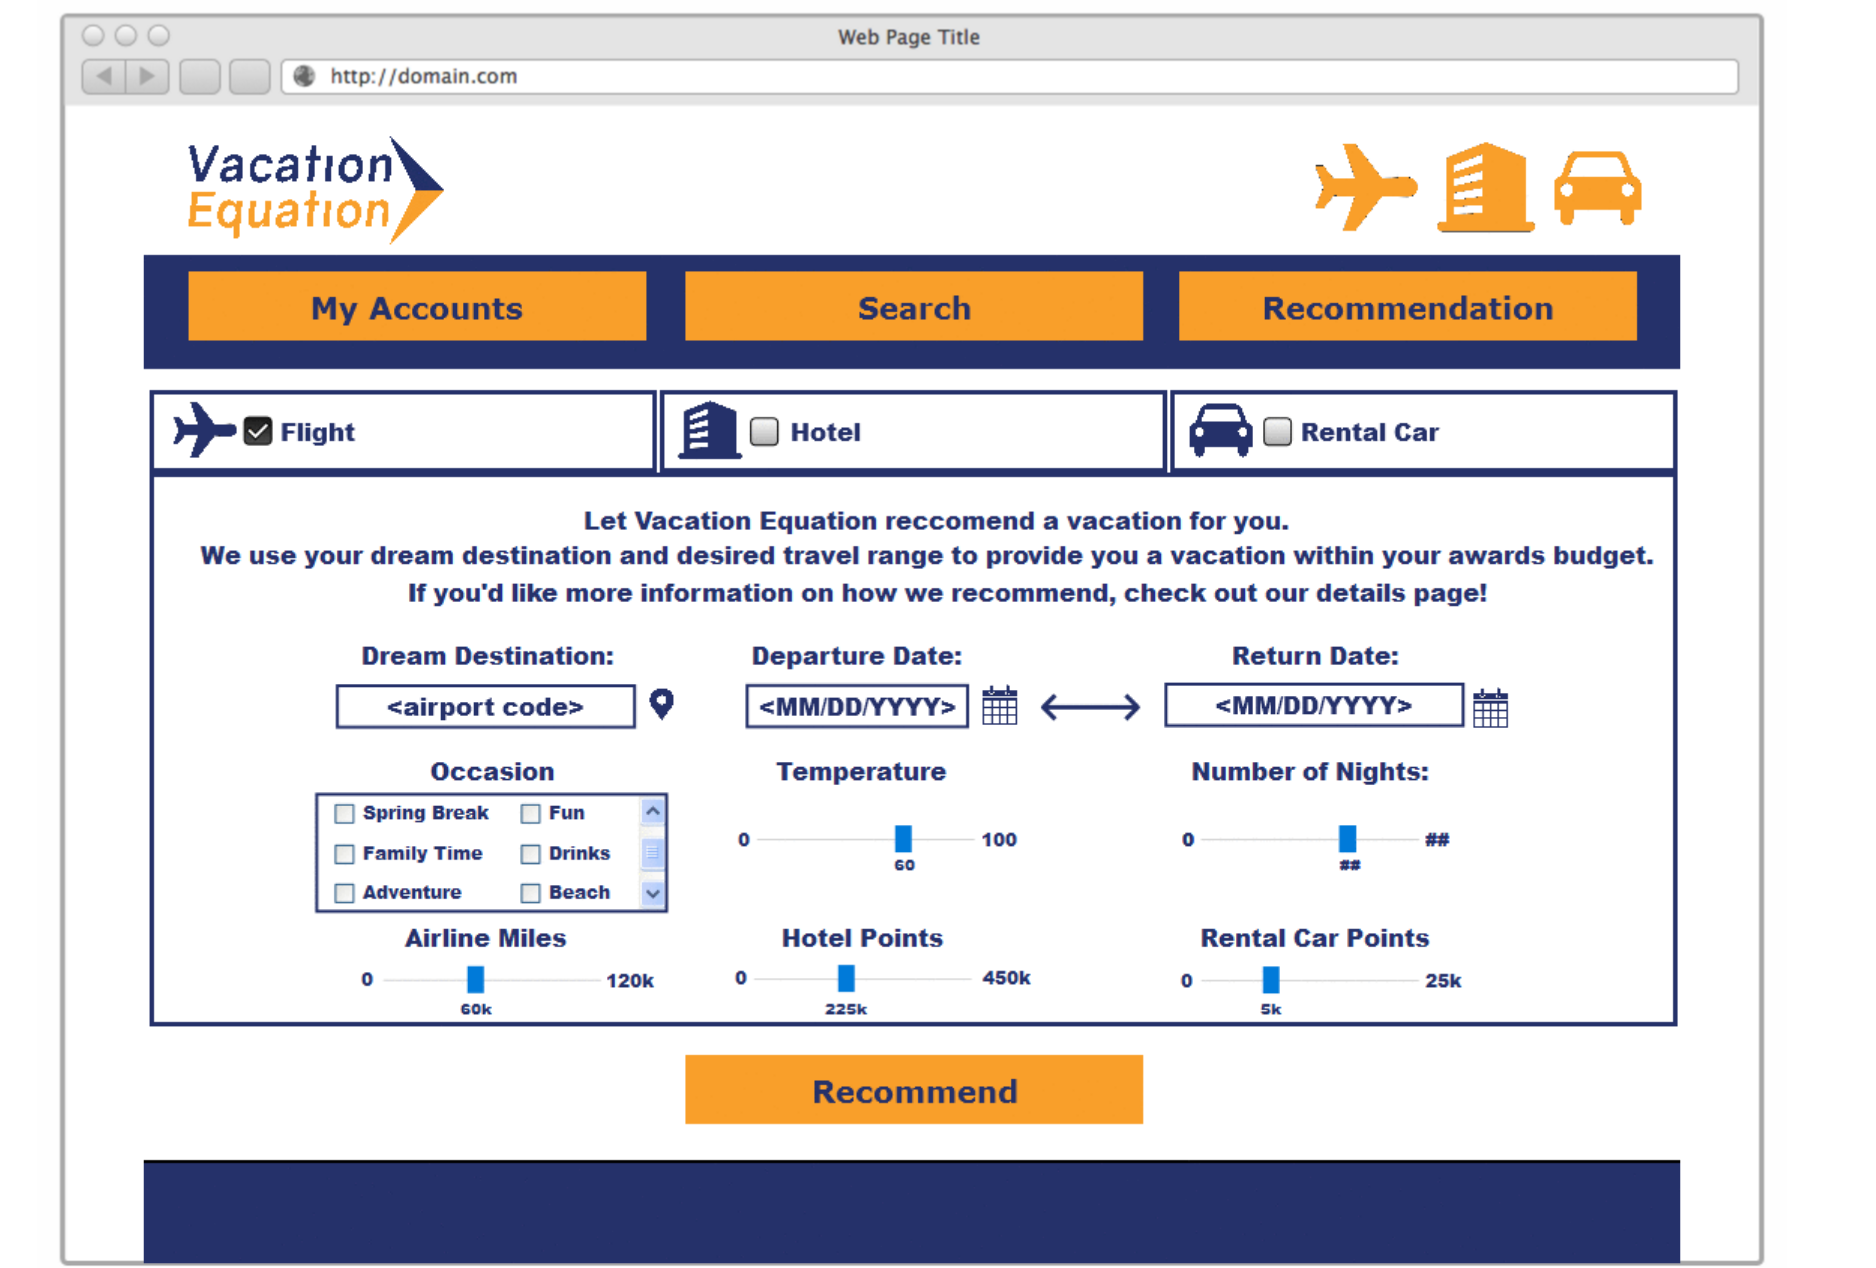 Web Page Title
http://domain.com
Vacation
Equation
My Accounts Search Recommendation
Flight Hotel Rental Car
Let Vacation Equation reccomend a vacation for you.
We use your dream destination and desired travel range to provide you a vacation within your awards budget.
If you'd like more information on how we recommend, check out our details page!
Dream Destination: Departure Date: Return Date:
<airport code> <MM/DD/YYYY> <MM/DD/YYYY>
Occasion Temperature Number of Nights:
Spring Break Fun
Family Time Drinks
Adventure Beach
0 100
60
0 ##
##
Airline Miles Hotel Points Rental Car Points
0 120k 0 450k 0 25k
60k 225k 5k
Recommend